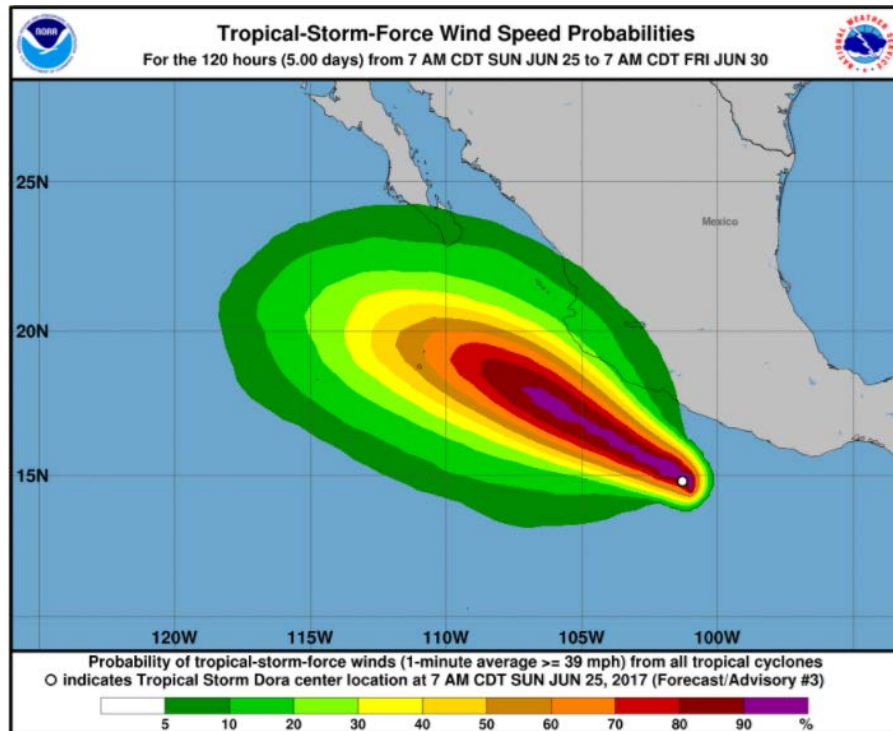 Tropical-Storm-Force Wind Speed Probabilities
For the 120 hours (5.00 days) from 7 AM CDT SUN JUN 25 to 7 AM CDT FRI JUN 30
NOAA
NATIONAL WEATHER SERVICE
25N
Mexico
20N
15N
120W 115W 110W 105W 100W
Probability of tropical-storm-force winds (1-minute average >= 39 mph) from all tropical cyclones
indicates Tropical Storm Dora center location at 7 AM CDT SUN JUN 25, 2017 (Forecast/Advisory #3)
5 10 20 30 40 50 60 70 80 90 %